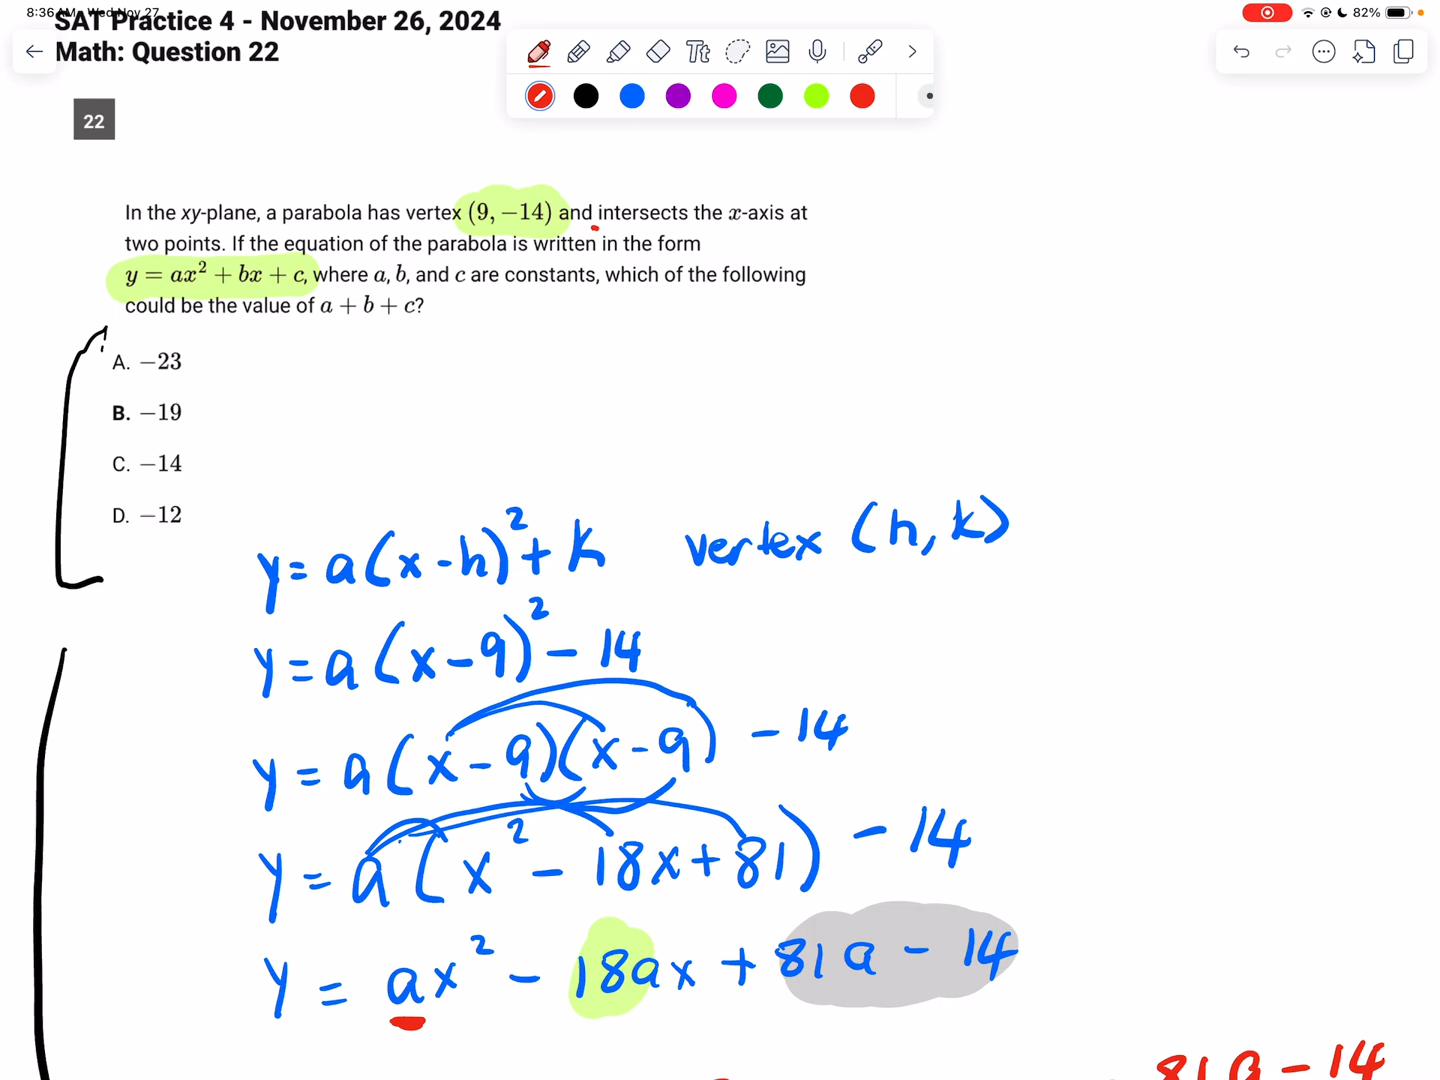 8:36 AM Wed Nov 27
82%
SAT Practice 4 - November 26, 2024
Math: Question 22
Tt
22
In the xy-plane, a parabola has vertex (9, −14) and intersects the x-axis at
two points. If the equation of the parabola is written in the form
y = ax² + bx + c, where a, b, and c are constants, which of the following
could be the value of a + b + c?
A. −23
B. −19
C. −14
D. −12
y = a(x - h)² + k vertex (h, k)
y = a(x - 9)² - 14
y = a(x - 9)(x - 9) - 14
y = a(x² - 18x + 81) - 14
y = ax² - 18ax + 81a - 14
81a - 14